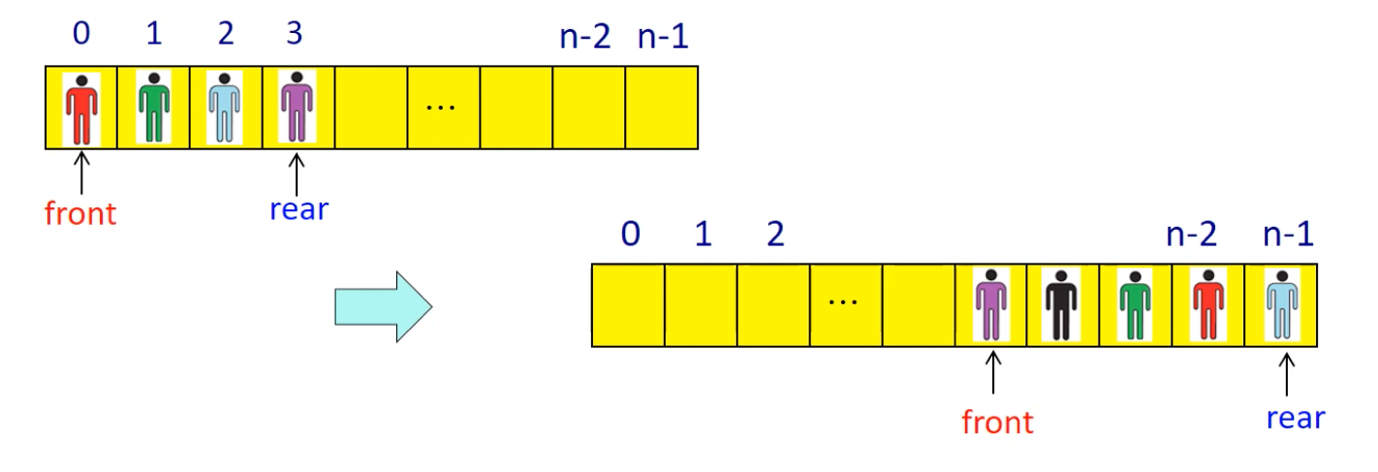 0 1 2 3 n-2 n-1
...
front rear
0 1 2 n-2 n-1
...
front rear